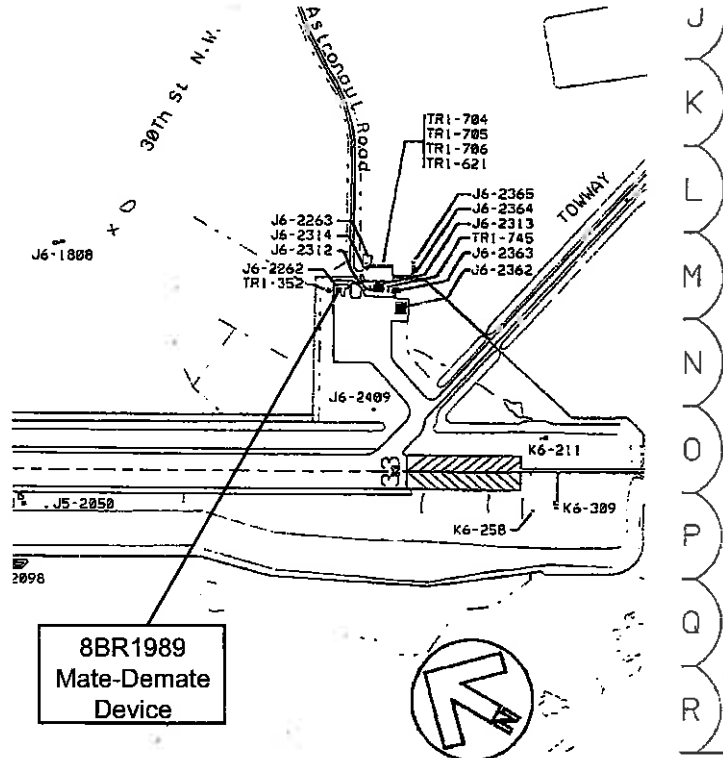 J
K
L
M
N
O
P
Q
R
30Th St N.W.
Astronaut Road
TR1-704
TR1-705
TR1-706
TR1-621
TOWWAY
J6-2365
J6-2364
J6-2313
TR1-745
J6-2363
J6-2362
J6-2263
J6-2314
J6-2312
J6-2262
TR1-352
J6-1808
J6-2409
33
K6-211
K6-309
K6-258
J5-2050
2098
8BR1989
Mate-Demate
Device
N